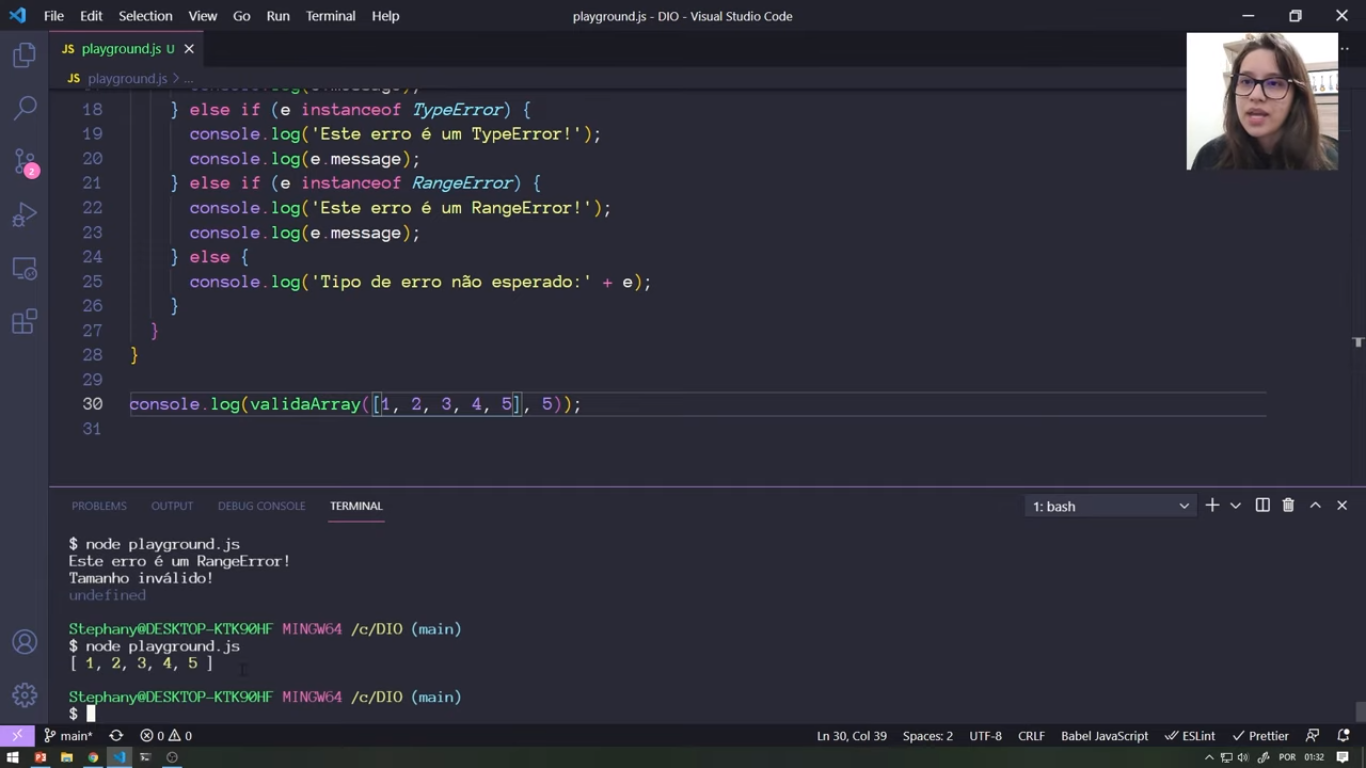 File Edit Selection View Go Run Terminal Help playground.js - DIO - Visual Studio Code
JS playground.js U
JS playground.js > ...
console.log(e.message);
18 } else if (e instanceof TypeError) {
19 console.log('Este erro é um TypeError!');
20 console.log(e.message);
21 } else if (e instanceof RangeError) {
22 console.log('Este erro é um RangeError!');
23 console.log(e.message);
24 } else {
25 console.log('Tipo de erro não esperado:' + e);
26 }
27 }
28 }
29
30 console.log(validaArray([1, 2, 3, 4, 5], 5));
31
2
PROBLEMS OUTPUT DEBUG CONSOLE TERMINAL 1: bash
$ node playground.js
Este erro é um RangeError!
Tamanho inválido!
undefined
Stephany@DESKTOP-KTK90HF MINGW64 /c/DIO (main)
$ node playground.js
[ 1, 2, 3, 4, 5 ]
Stephany@DESKTOP-KTK90HF MINGW64 /c/DIO (main)
$
main* 0 0 Ln 30, Col 39 Spaces: 2 UTF-8 CRLF Babel JavaScript ESLint Prettier
POR 01:32